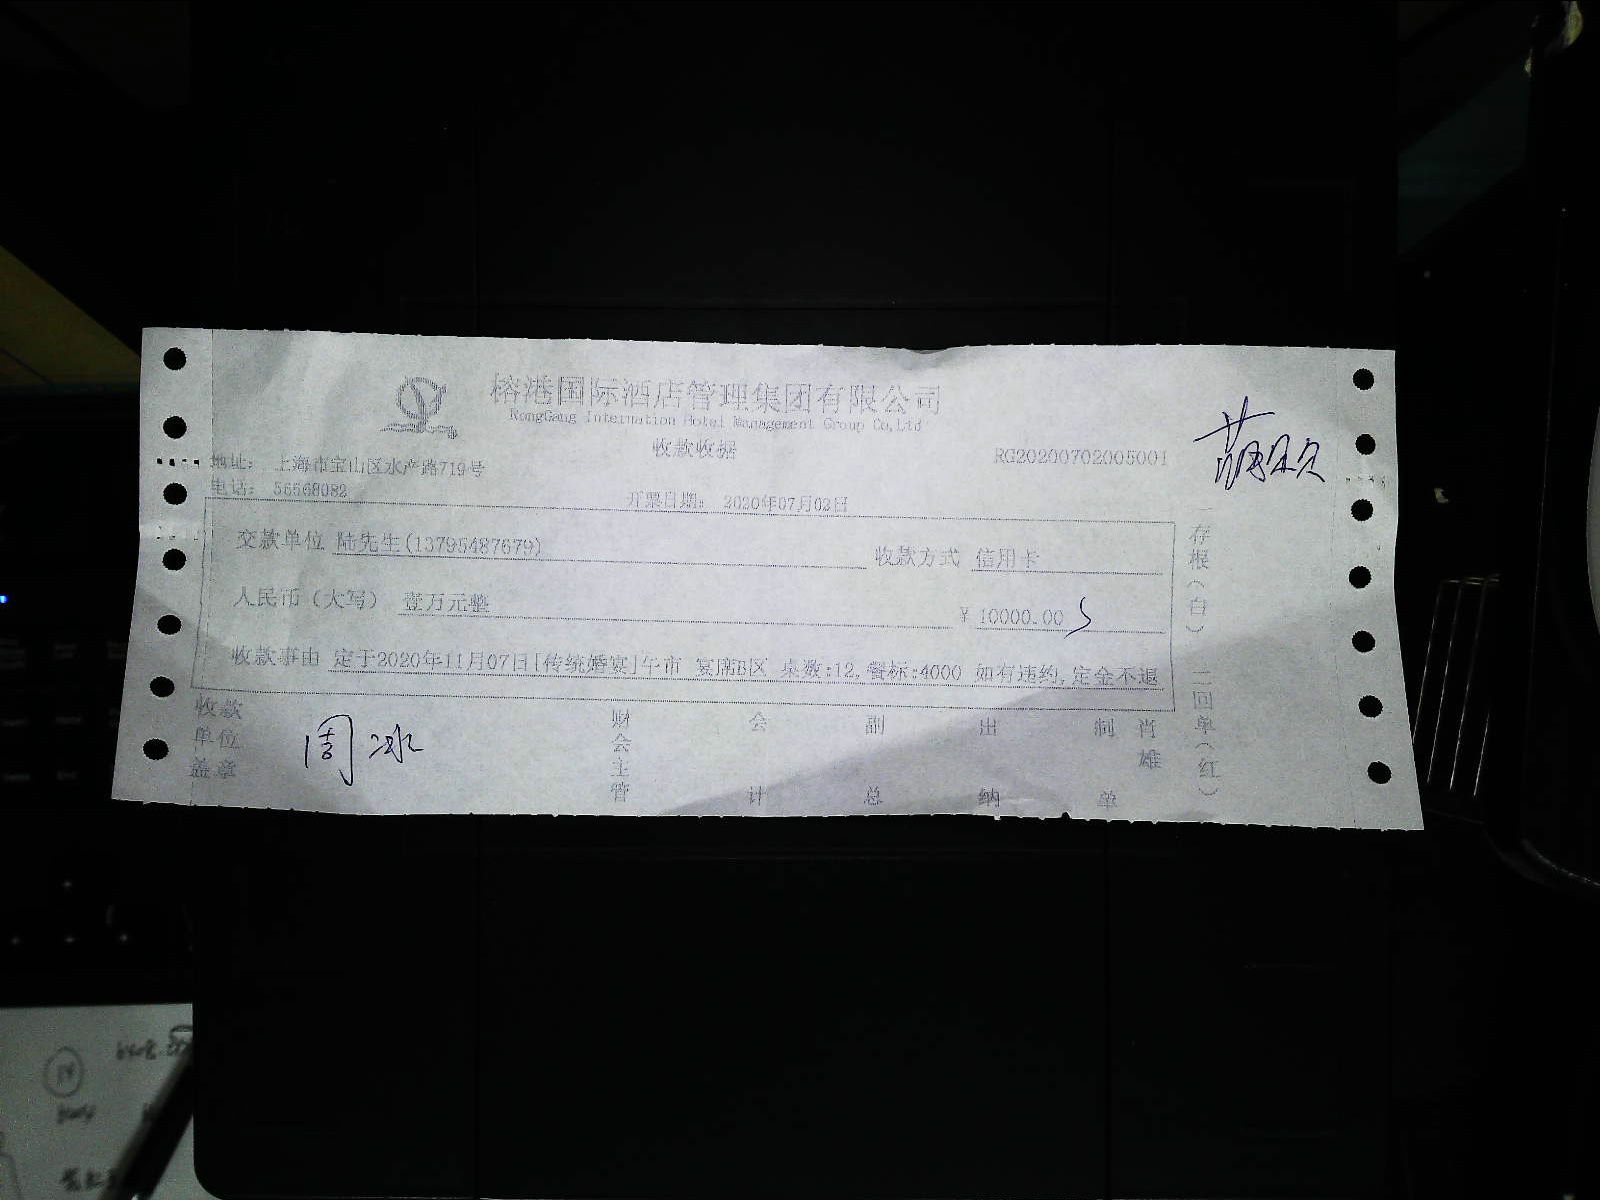 榕港国际酒店管理集团有限公司
RongGang Internation Hotel Management Group Co,Ltd
收款收据
RG20200702005001
地址： 上海市宝山区水产路719号
电话： 56568082
开票日期： 2020年07月02日
交款单位 陆先生(13795487679)
收款方式 信用卡
人民币（大写） 壹万元整
￥ 10000.00
收款事由 定于2020年11月07日[传统婚宴]午市 宴席B区 桌数:12,餐标:4000 如有违约,定金不退
收款单位盖章
周冰
财会主管
会计
副总
出纳
制单
肖雄
一存根（白） 二回单（红）